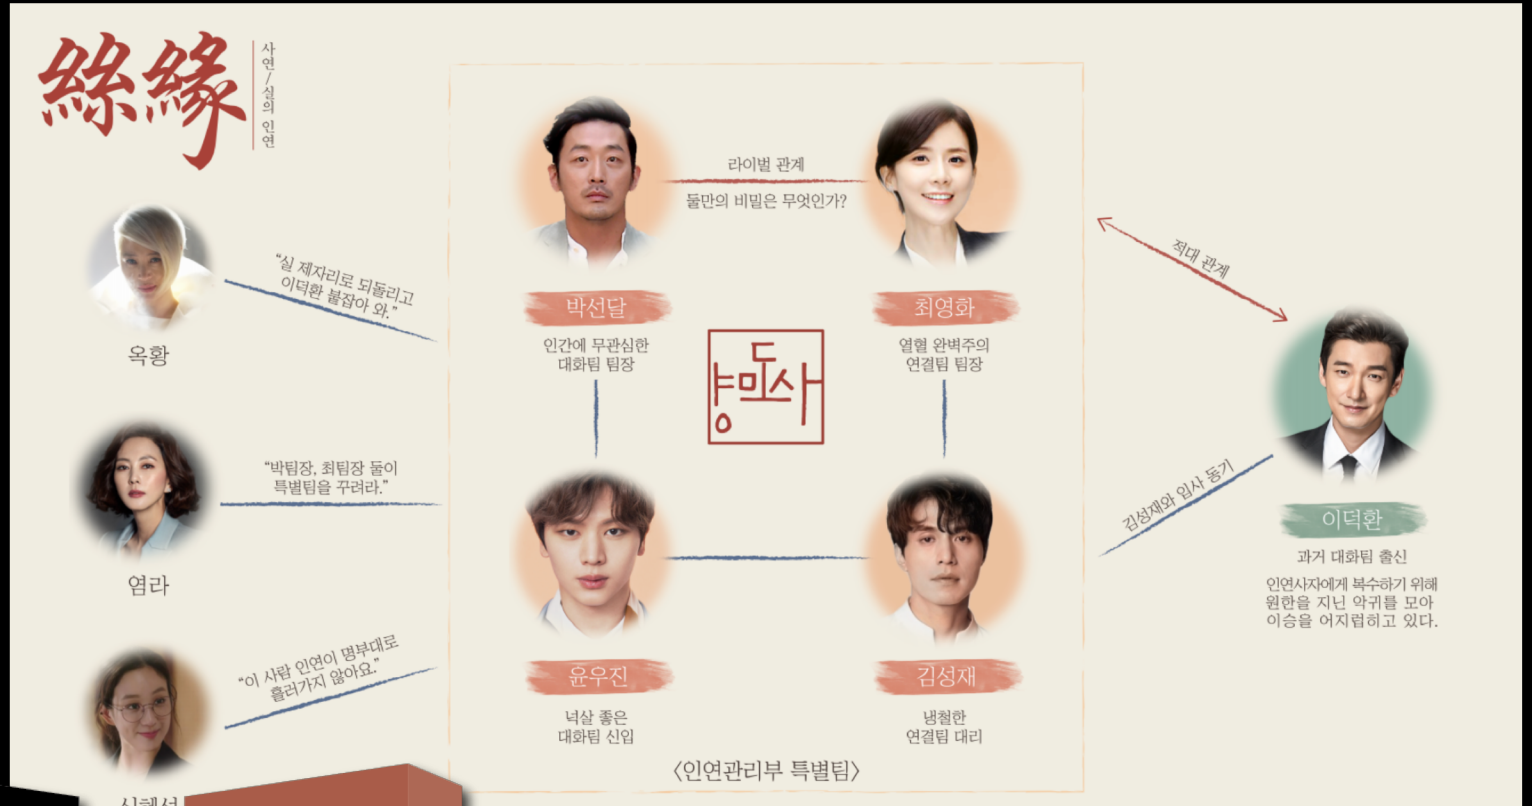 絲緣
사연/실의 인연
옥황
“실 제자리로 되돌리고
이덕환 붙잡아 와.”
염라
“박팀장, 최팀장 둘이
특별팀을 꾸려라.”
“이 사람 인연이 명부대로
흘러가지 않아요.”
라이벌 관계
둘만의 비밀은 무엇인가?
박선달
인간에 무관심한
대화팀 팀장
최영화
열혈 완벽주의
연결팀 팀장
윤우진
넉살 좋은
대화팀 신입
김성재
냉철한
연결팀 대리
〈인연관리부 특별팀〉
적대 관계
김성재와 입사 동기
이덕환
과거 대화팀 출신
인연사자에게 복수하기 위해
원한을 지닌 악귀를 모아
이승을 어지럽히고 있다.